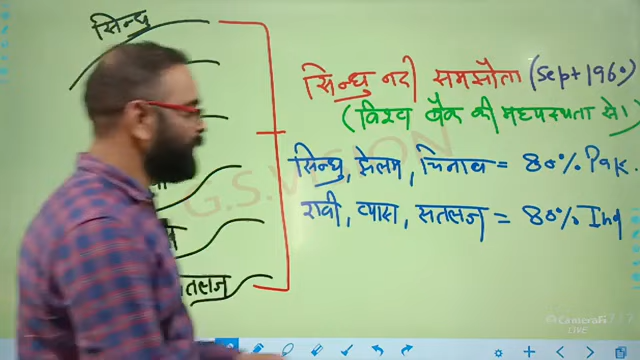 सिन्धु
सिन्धु नदी समझौता (Sept 1960)
(विश्व बैंक की मध्यस्थता से)
सिन्धु, झेलम, चिनाब = 80% Pak.
रावी, व्यास, सतलज = 80% Ind
तलज
G.S. VISION